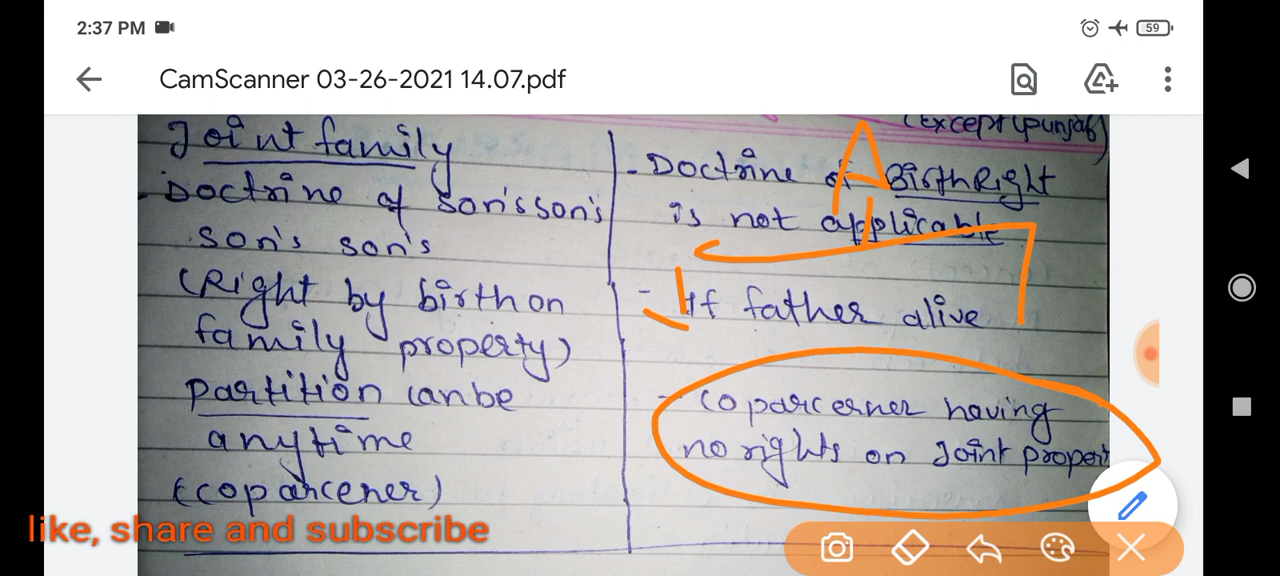 2:37 PM
59
CamScanner 03-26-2021 14.07.pdf
Joint family
- Doctrine of son's son's
son's son's
(Right by birth on
family property)
Partition can be
anytime
(coparcener)
(Except Punjab)
- Doctrine of Birth Right
is not applicable
- If father alive
- Coparcerner having
no rights on Joint propert
like, share and subscribe